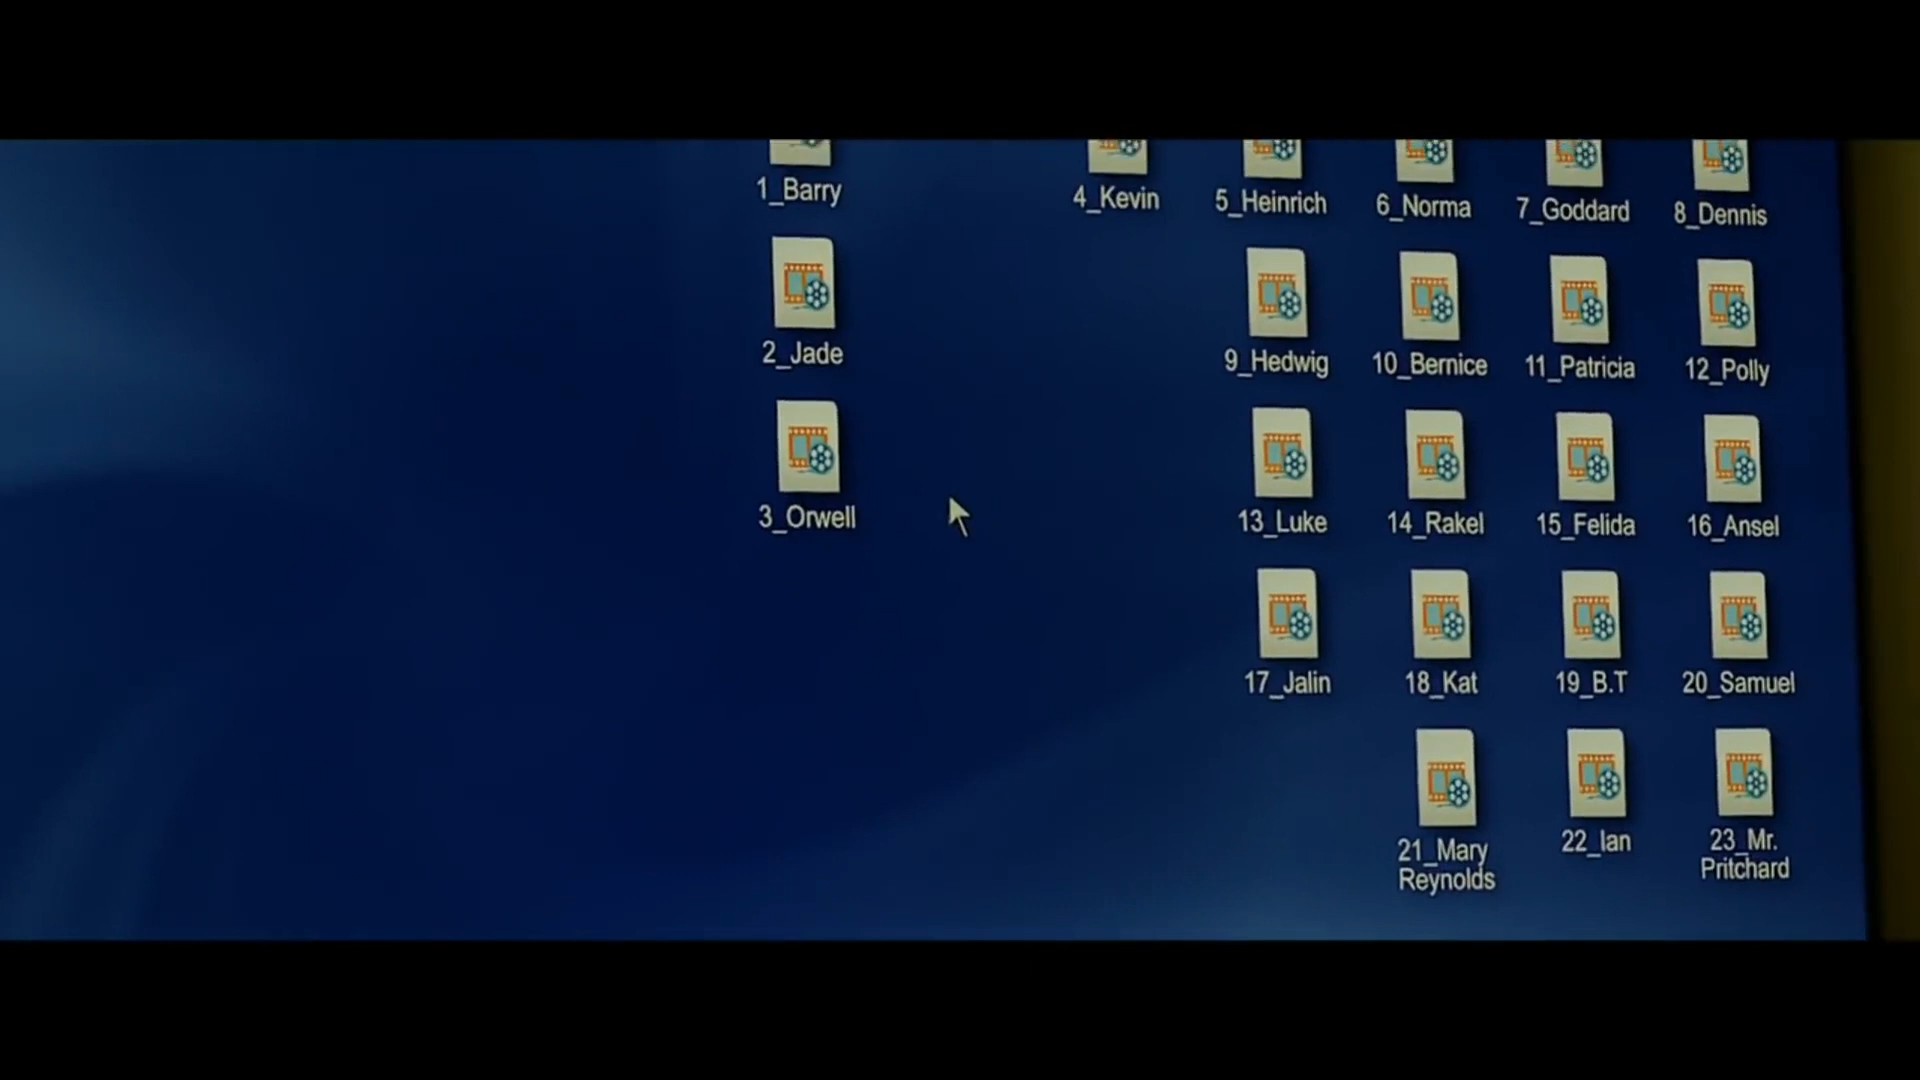 1_Barry
4_Kevin
5_Heinrich
6_Norma
7_Goddard
8_Dennis
2_Jade
9_Hedwig
10_Bernice
11_Patricia
12_Polly
3_Orwell
13_Luke
14_Rakel
15_Felida
16_Ansel
17_Jalin
18_Kat
19_B.T
20_Samuel
21_Mary
Reynolds
22_Ian
23_Mr.
Pritchard